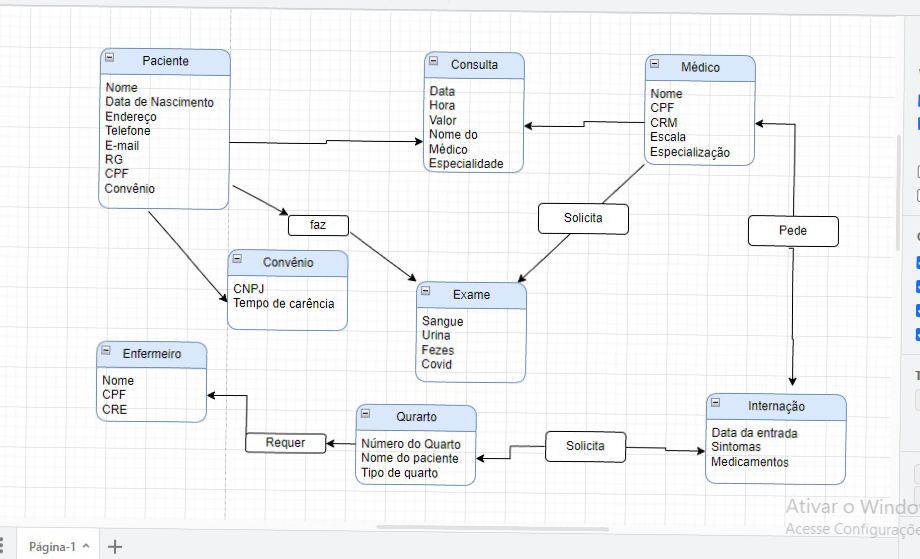 Paciente
Nome
Data de Nascimento
Endereço
Telefone
E-mail
RG
CPF
Convênio
Consulta
Data
Hora
Valor
Nome do
Médico
Especialidade
Médico
Nome
CPF
CRM
Escala
Especialização
faz
Solicita
Pede
Convênio
CNPJ
Tempo de carência
Exame
Sangue
Urina
Fezes
Covid
Enfermeiro
Nome
CPF
CRE
Requer
Qurarto
Número do Quarto
Nome do paciente
Tipo de quarto
Solicita
Internação
Data da entrada
Sintomas
Medicamentos
Ativar o Windo
Acesse Configuraçõe
Página-1